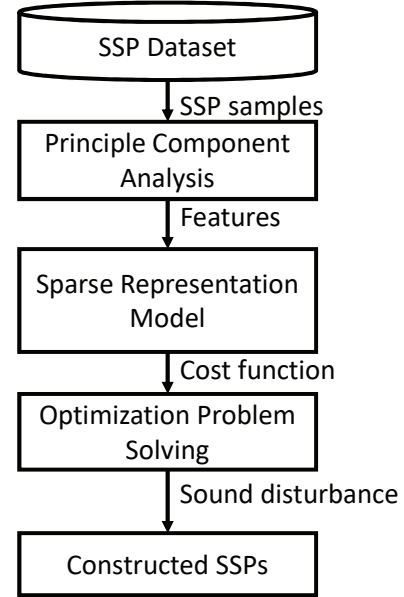 SSP Dataset
SSP samples
Principle Component
Analysis
Features
Sparse Representation
Model
Cost function
Optimization Problem
Solving
Sound disturbance
Constructed SSPs